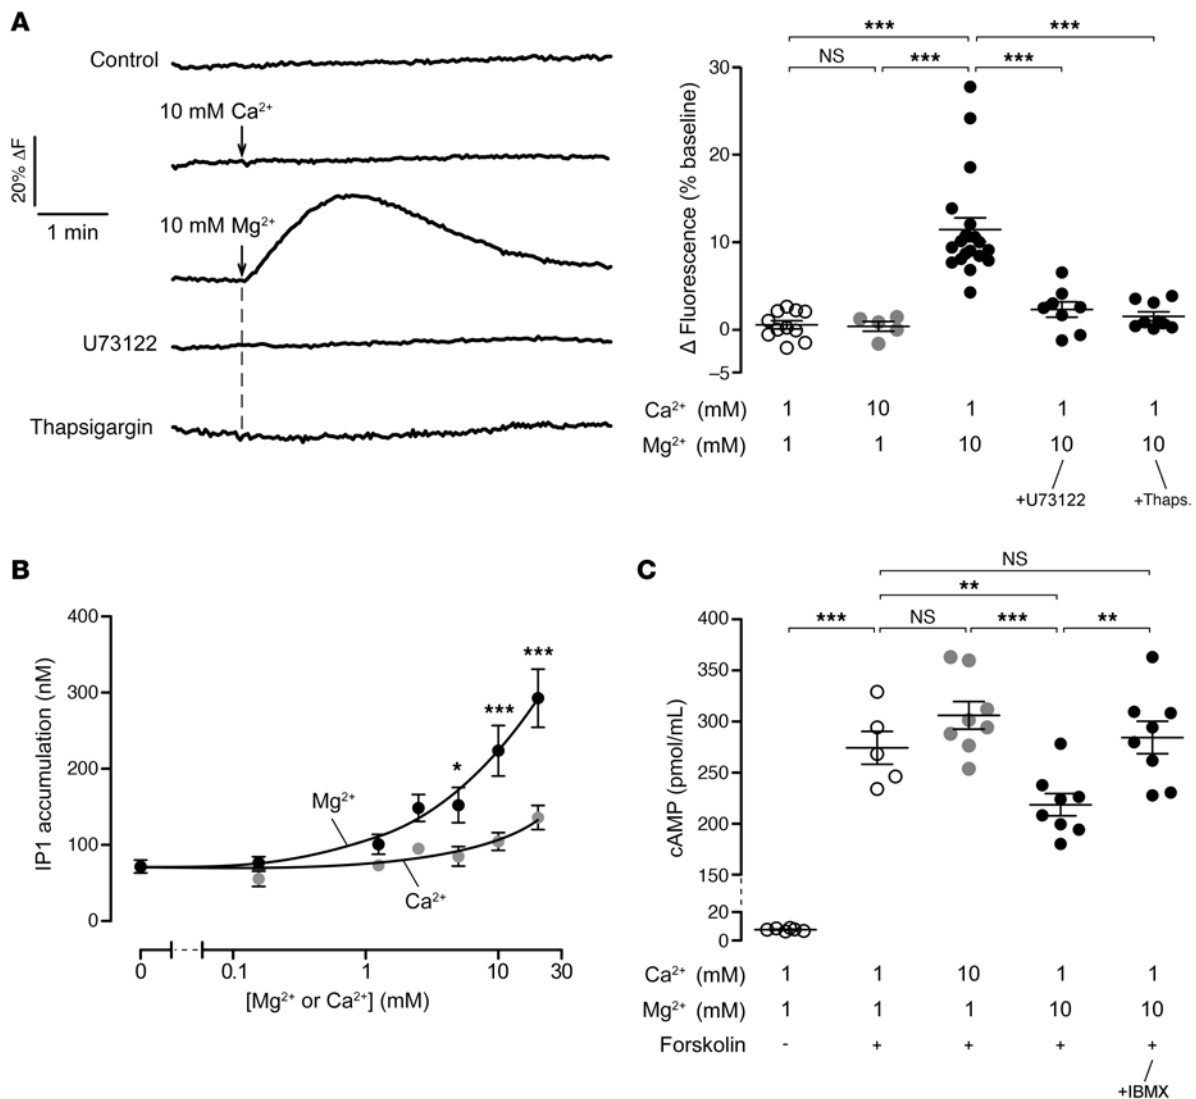 A
Control
10 mM Ca²⁺
20% ΔF
1 min
10 mM Mg²⁺
U73122
Thapsigargin
*** ***
NS *** ***
Δ Fluorescence (% baseline)
30
20
10
0
–5
Ca²⁺ (mM) 1 10 1 1 1
Mg²⁺ (mM) 1 1 10 10 10
+U73122 +Thaps.
B
IP1 accumulation (nM)
400
300
200
100
0
***
***
*
Mg²⁺
Ca²⁺
0 0.1 1 10 30
[Mg²⁺ or Ca²⁺] (mM)
C
NS
**
*** NS *** **
cAMP (pmol/mL)
400
350
300
250
200
150
20
0
Ca²⁺ (mM) 1 1 10 1 1
Mg²⁺ (mM) 1 1 1 10 10
Forskolin - + + + +
+IBMX